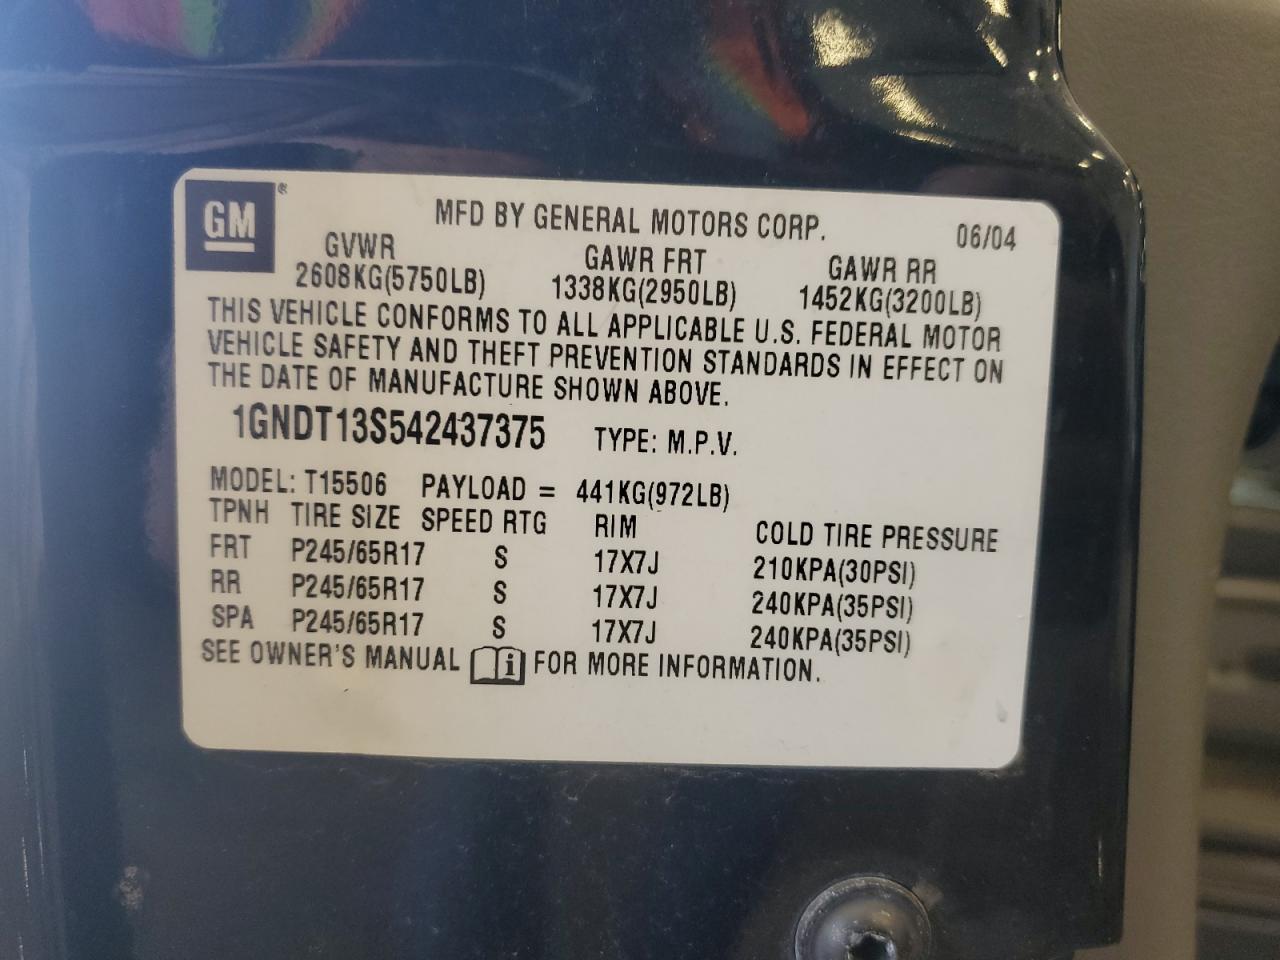 GM ®
MFD BY GENERAL MOTORS CORP. 06/04
GVWR GAWR FRT GAWR RR
2608KG(5750LB) 1338KG(2950LB) 1452KG(3200LB)
THIS VEHICLE CONFORMS TO ALL APPLICABLE U.S. FEDERAL MOTOR
VEHICLE SAFETY AND THEFT PREVENTION STANDARDS IN EFFECT ON
THE DATE OF MANUFACTURE SHOWN ABOVE.
1GNDT13S542437375 TYPE: M.P.V.
MODEL: T15506 PAYLOAD = 441KG(972LB)
TPNH TIRE SIZE SPEED RTG RIM COLD TIRE PRESSURE
FRT P245/65R17 S 17X7J 210KPA(30PSI)
RR P245/65R17 S 17X7J 240KPA(35PSI)
SPA P245/65R17 S 17X7J 240KPA(35PSI)
SEE OWNER'S MANUAL i FOR MORE INFORMATION.